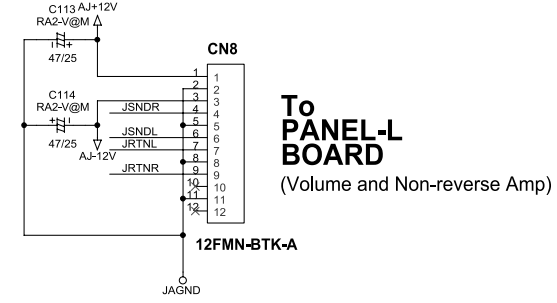 C113 AJ+12V
RA2-V@M
- +
47/25
C114
RA2-V@M
+ -
47/25
AJ-12V
CN8
1 1
2 2
3 3
JSNDR 4 4
5 5
JSNDL 6 6
JRTNL 7 7
8 8
JRTNR 9 9
10 10
11 11
12 12
12FMN-BTK-A
JAGND
To
PANEL-L
BOARD
(Volume and Non-reverse Amp)